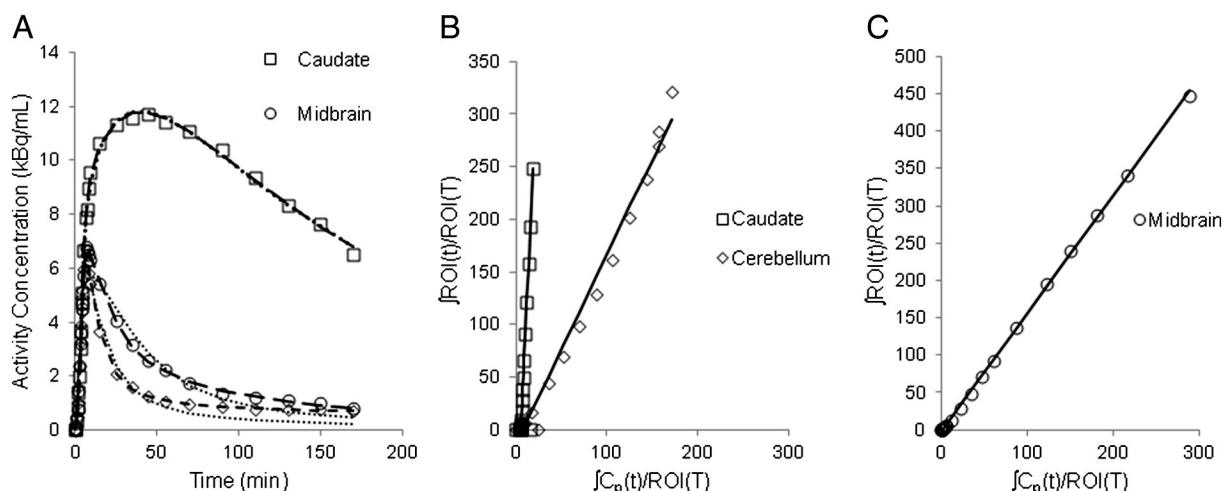 A
Activity Concentration (kBq/mL)
14
12
10
8
6
4
2
0
0 50 100 150 200
Time (min)
Caudate
Midbrain
B
∫ROI(t)/ROI(T)
350
300
250
200
150
100
50
0
0 100 200 300
∫Cp(t)/ROI(T)
Caudate
Cerebellum
C
∫ROI(t)/ROI(T)
500
450
400
350
300
250
200
150
100
50
0
0 100 200 300
∫Cp(t)/ROI(T)
Midbrain